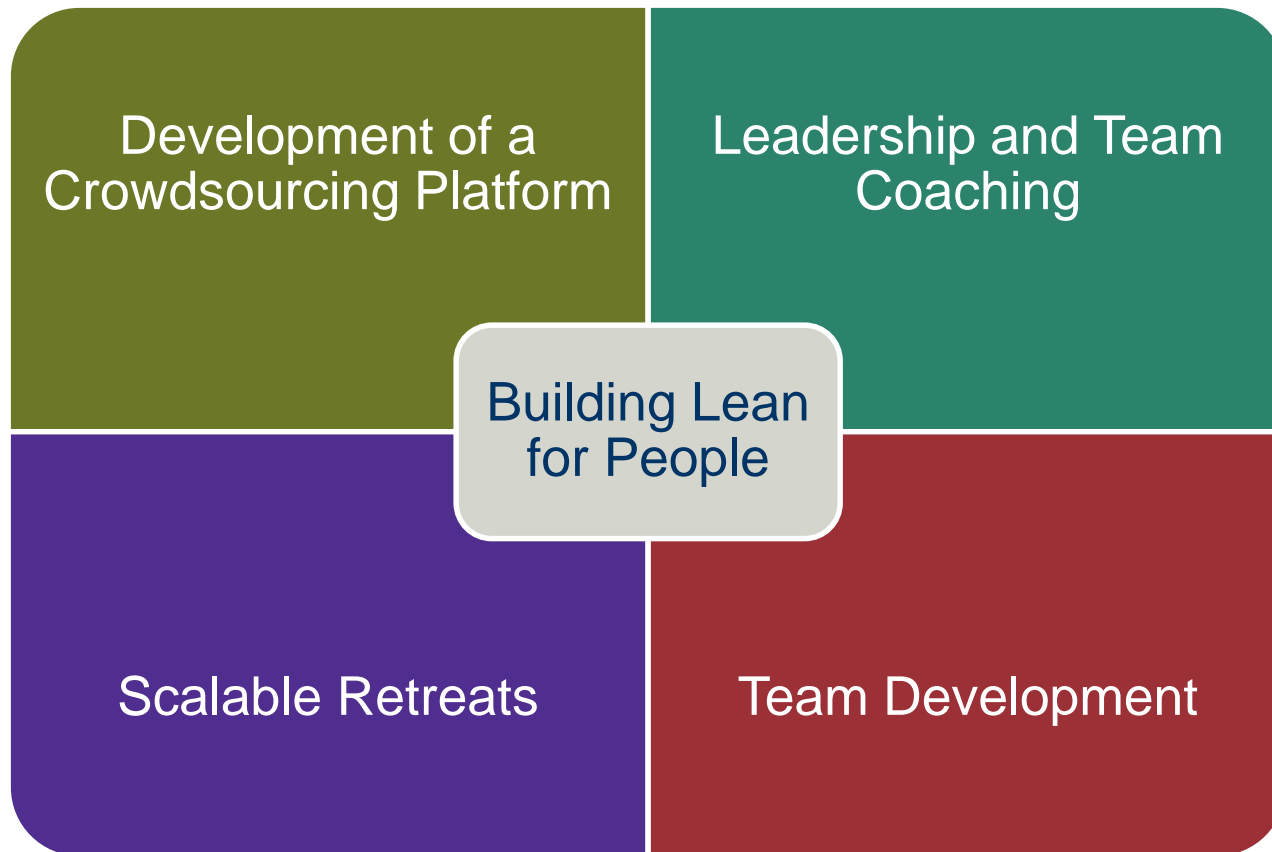 Development of a
Crowdsourcing Platform
Leadership and Team
Coaching
Building Lean
for People
Scalable Retreats
Team Development